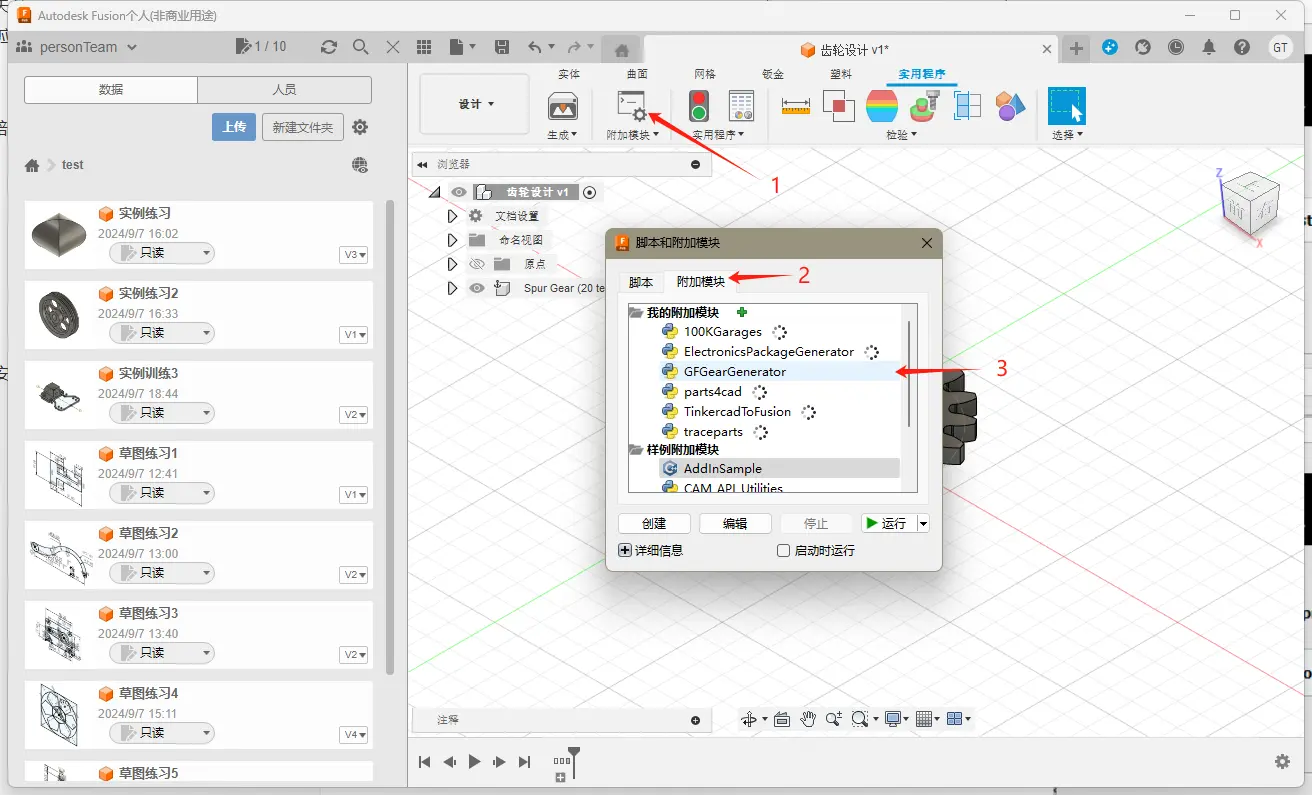 Autodesk Fusion个人(非商业用途)
personTeam
1 / 10
齿轮设计 v1*
GT
数据
人员
上传
新建文件夹
test
实例练习
2024/9/7 16:02
只读
V3
实例练习2
2024/9/7 16:33
只读
V1
实例训练3
2024/9/7 18:44
只读
V2
草图练习1
2024/9/7 12:41
只读
V1
草图练习2
2024/9/7 13:00
只读
V2
草图练习3
2024/9/7 13:40
只读
V2
草图练习4
2024/9/7 15:11
只读
V4
草图练习5
实体
曲面
网格
钣金
塑料
实用程序
设计
生成
附加模块
实用程序
检验
选择
1
浏览器
齿轮设计 v1
文档设置
命名视图
原点
Spur Gear (20 te
Z
X
脚本和附加模块
脚本
附加模块
2
我的附加模块
100KGarages
ElectronicsPackageGenerator
GFGearGenerator
3
parts4cad
TinkercadToFusion
traceparts
样例附加模块
AddInSample
CAM_API_Utilities
创建
编辑
停止
运行
详细信息
启动时运行
注释